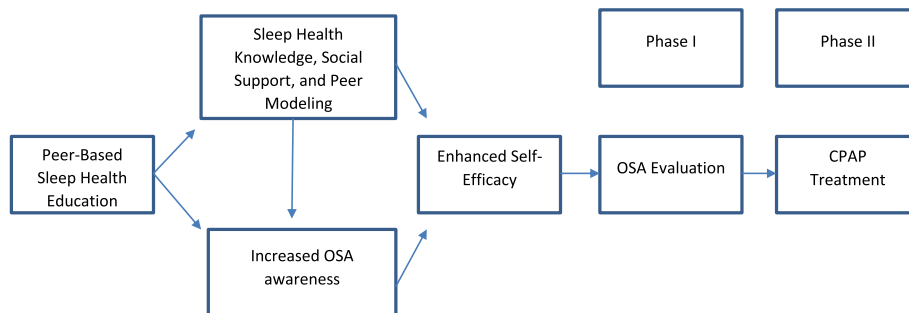 Sleep Health
Knowledge, Social
Support, and Peer
Modeling
Phase I
Phase II
Peer-Based
Sleep Health
Education
Enhanced Self-
Efficacy
OSA Evaluation
CPAP
Treatment
Increased OSA
awareness